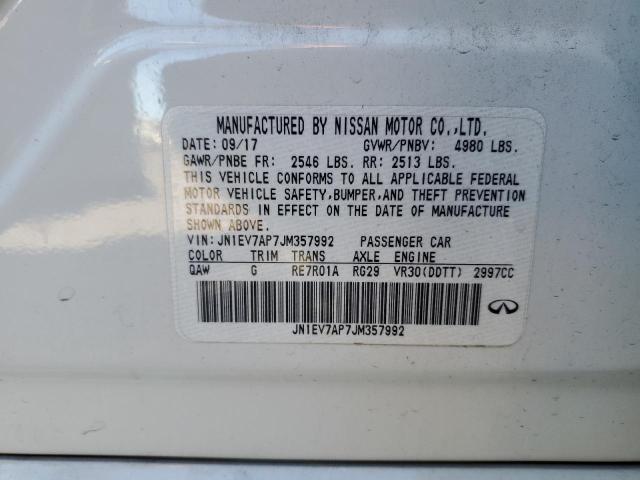 MANUFACTURED BY NISSAN MOTOR CO.,LTD.
DATE: 09/17 GVWR/PNBV: 4980 LBS.
GAWR/PNBE FR: 2546 LBS. RR: 2513 LBS.
THIS VEHICLE CONFORMS TO ALL APPLICABLE FEDERAL
MOTOR VEHICLE SAFETY, BUMPER, AND THEFT PREVENTION
STANDARDS IN EFFECT ON THE DATE OF MANUFACTURE
SHOWN ABOVE.
VIN: JN1EV7AP7JM357992 PASSENGER CAR
COLOR TRIM TRANS AXLE ENGINE
QAW G RE7R01A RG29 VR30(DDTT) 2997CC
JN1EV7AP7JM357992